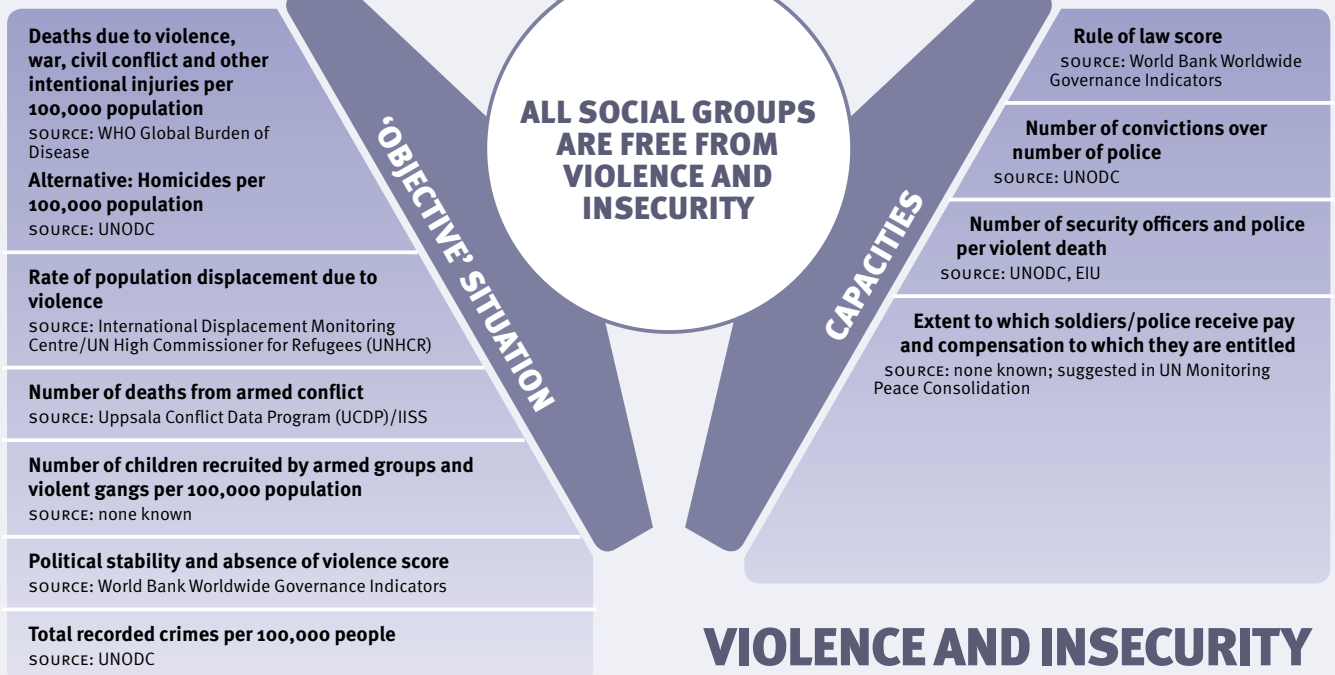 Deaths due to violence,
war, civil conflict and other
intentional injuries per
100,000 population
SOURCE: WHO Global Burden of
Disease
Alternative: Homicides per
100,000 population
SOURCE: UNODC
Rate of population displacement due to
violence
SOURCE: International Displacement Monitoring
Centre/UN High Commissioner for Refugees (UNHCR)
Number of deaths from armed conflict
SOURCE: Uppsala Conflict Data Program (UCDP)/IISS
Number of children recruited by armed groups and
violent gangs per 100,000 population
SOURCE: none known
Political stability and absence of violence score
SOURCE: World Bank Worldwide Governance Indicators
Total recorded crimes per 100,000 people
SOURCE: UNODC
‘OBJECTIVE’ SITUATION
ALL SOCIAL GROUPS
ARE FREE FROM
VIOLENCE AND
INSECURITY
CAPACITIES
Rule of law score
SOURCE: World Bank Worldwide
Governance Indicators
Number of convictions over
number of police
SOURCE: UNODC
Number of security officers and police
per violent death
SOURCE: UNODC, EIU
Extent to which soldiers/police receive pay
and compensation to which they are entitled
SOURCE: none known; suggested in UN Monitoring
Peace Consolidation
VIOLENCE AND INSECURITY